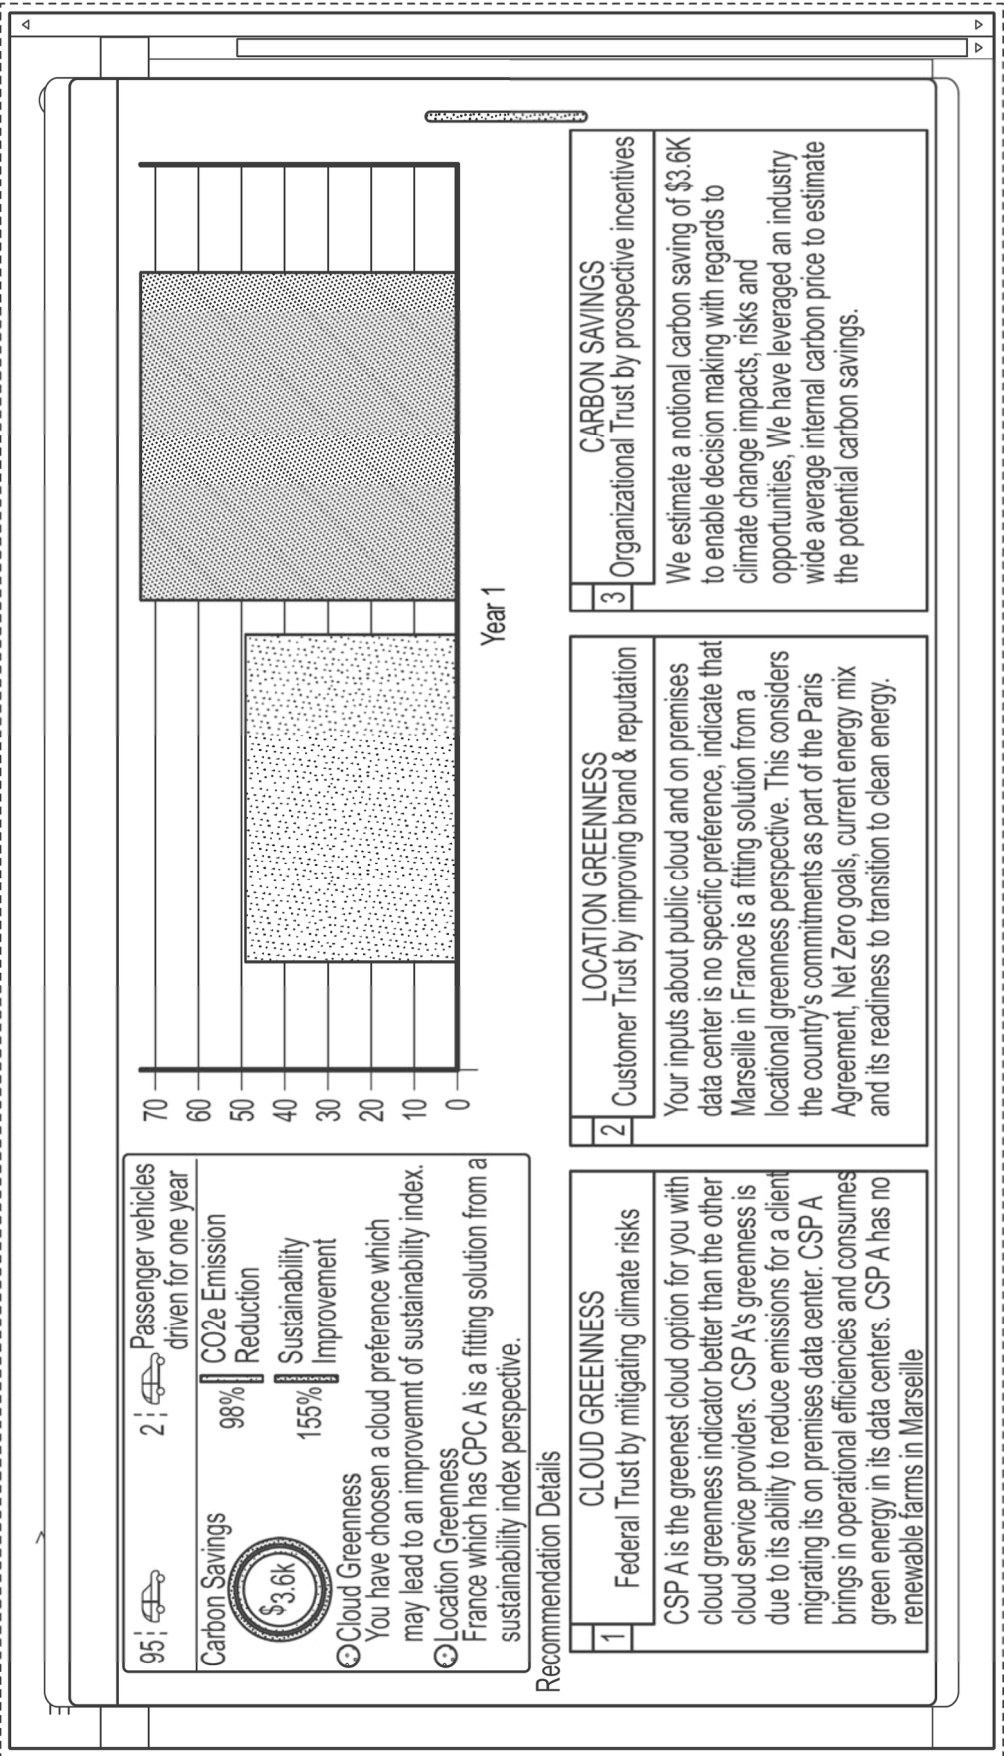 95
2
Passenger vehicles
driven for one year
Carbon Savings
$3.6k
98%
CO2e Emission
Reduction
155%
Sustainability
Improvement
Cloud Greenness
You have choosen a cloud preference which
may lead to an improvemnt of sustainability index.
Location Greenness
France which has CPC A is a fitting solution from a
sustainability index perspective.
70
60
50
40
30
20
10
0
Year 1
Recommendation Details
1
CLOUD GREENNESS
Federal Trust by mitigating climate risks
CSP A is the greenest cloud option for you with
cloud greenness indicator better than the other
cloud service providers. CSP A's greenness is
due to its ability to reduce emissions for a client
migrating its on premises data center. CSP A
brings in operational efficiencies and consumes
green energy in its data centers. CSP A has no
renewable farms in Marseille
2
LOCATION GREENNESS
Customer Trust by improving brand & reputation
Your inputs about public cloud and on premises
data center is no specific preference, indicate that
Marseille in France is a fitting solution from a
locational greenness perspective. This considers
the country's commitments as part of the Paris
Agreement, Net Zero goals, current energy mix
and its readiness to transition to clean energy.
3
CARBON SAVINGS
Organizational Trust by prospective incentives
We estimate a notional carbon saving of $3.6K
to enable decision making with regards to
climate change impacts, risks and
opportunities, We have leveraged an industry
wide average internal carbon price to estimate
the potential carbon savings.